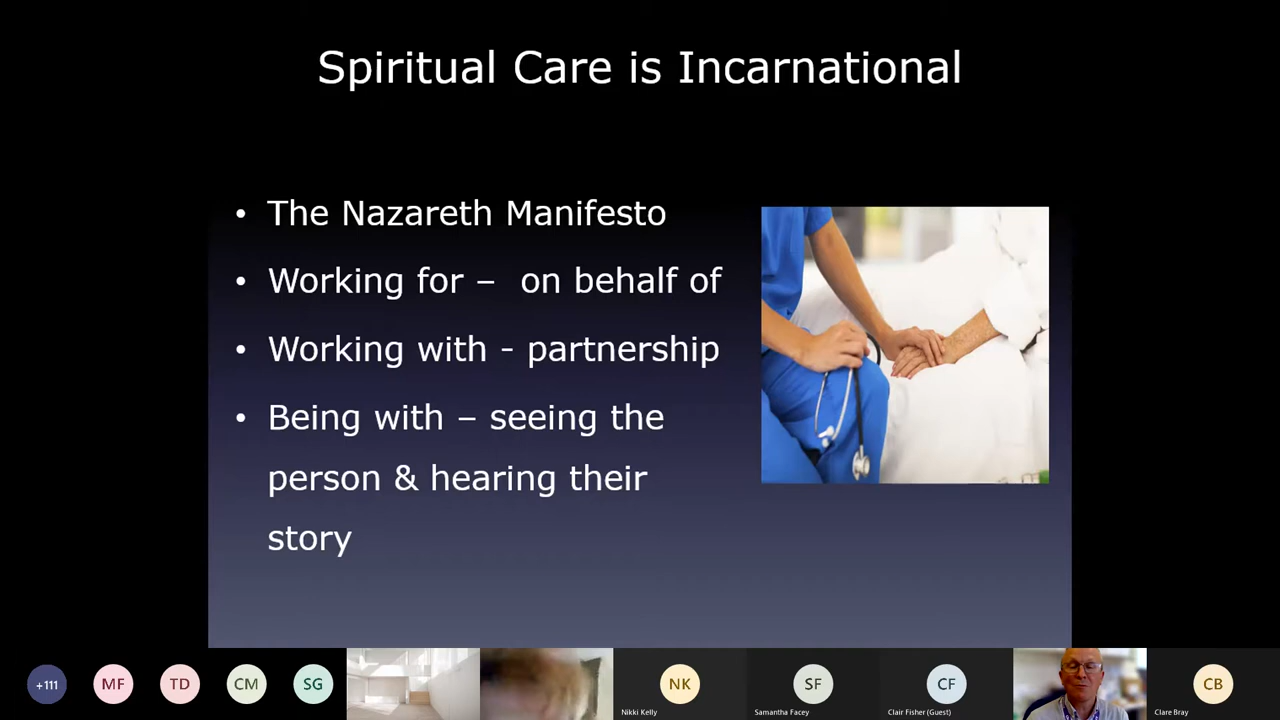 Spiritual Care is Incarnational
• The Nazareth Manifesto
• Working for – on behalf of
• Working with - partnership
• Being with – seeing the
person & hearing their
story
+111
MF
TD
CM
SG
NK
SF
CF
CB
Nikki Kelly
Samantha Facey
Clair Fisher (Guest)
Clare Bray